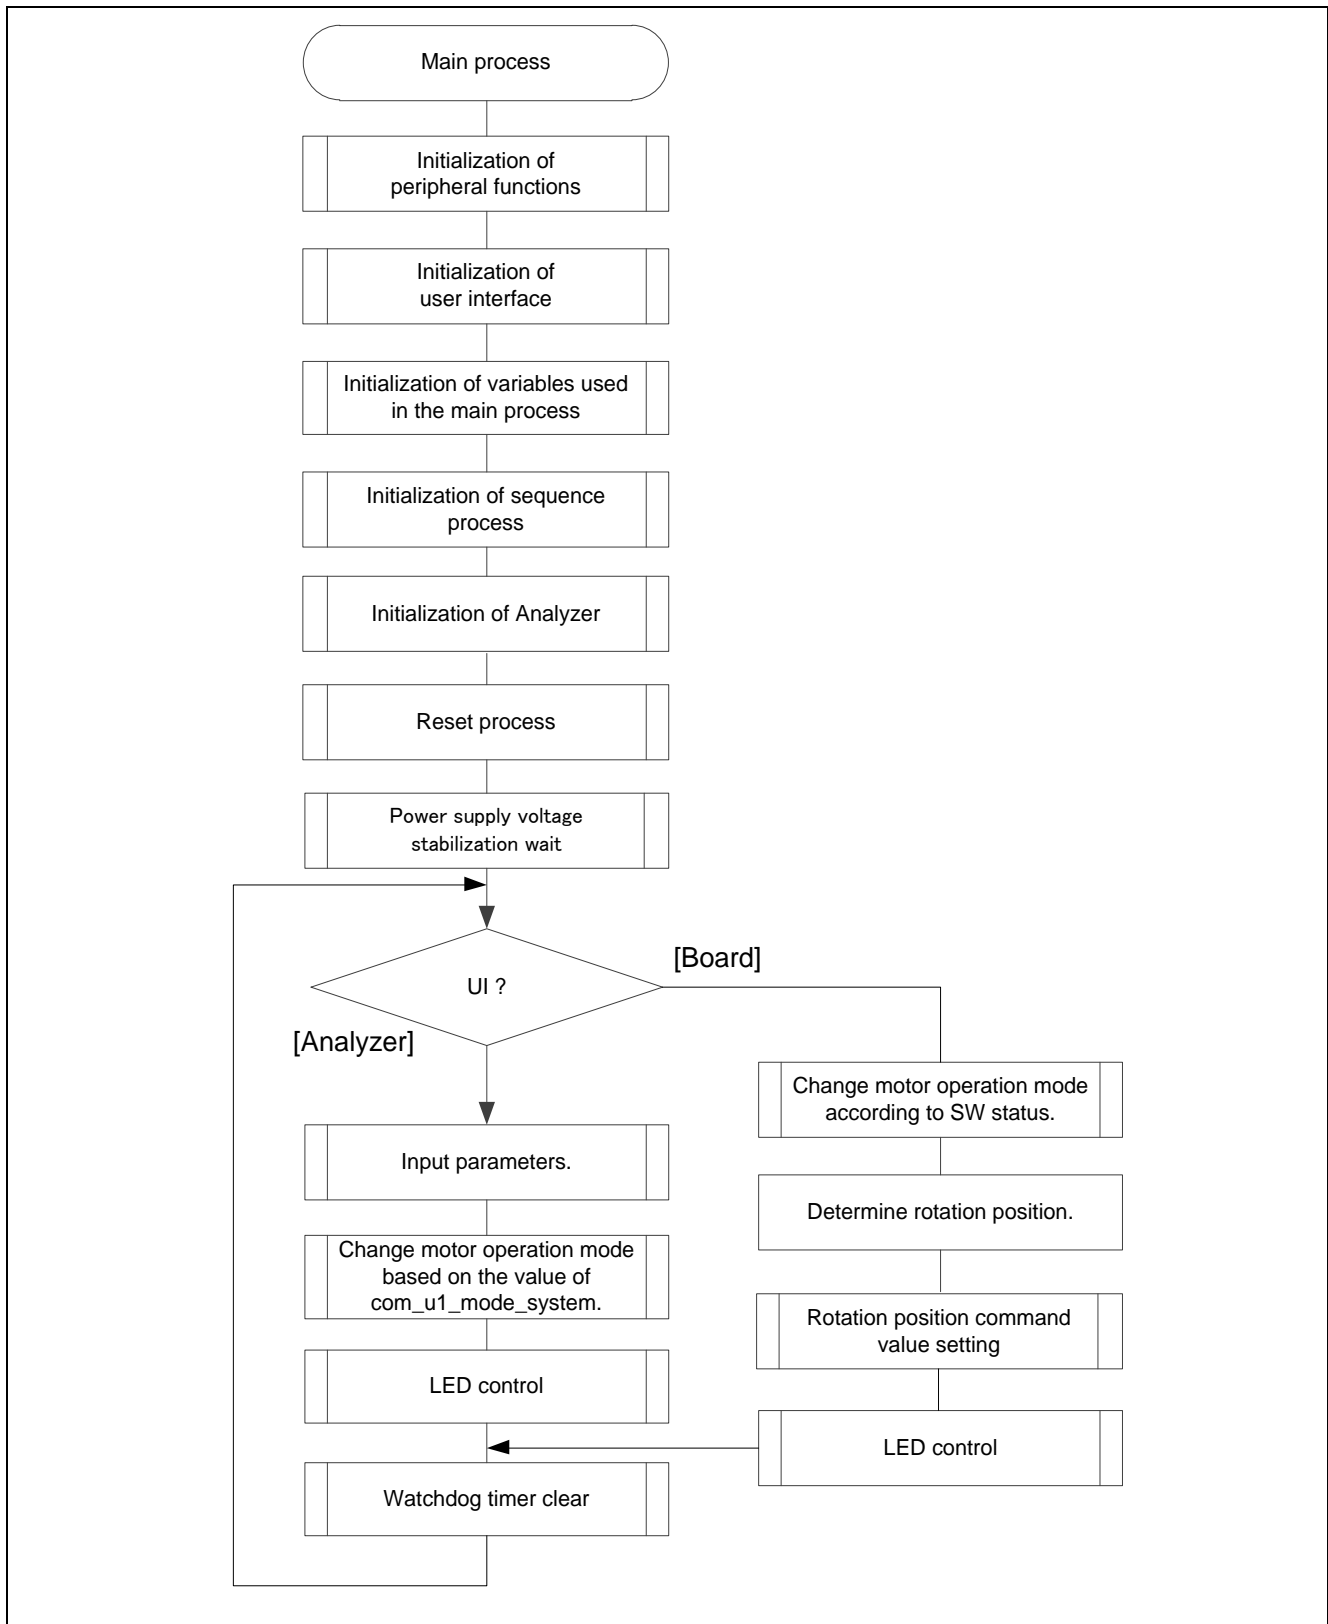 Main process
Initialization of
peripheral functions
Initialization of
user interface
Initialization of variables used
in the main process
Initialization of sequence
process
Initialization of Analyzer
Reset process
Power supply voltage
stabilization wait
UI ?
[Board]
[Analyzer]
Input parameters.
Change motor operation mode
based on the value of
com_u1_mode_system.
LED control
Change motor operation mode
according to SW status.
Determine rotation position.
Rotation position command
value setting
LED control
Watchdog timer clear